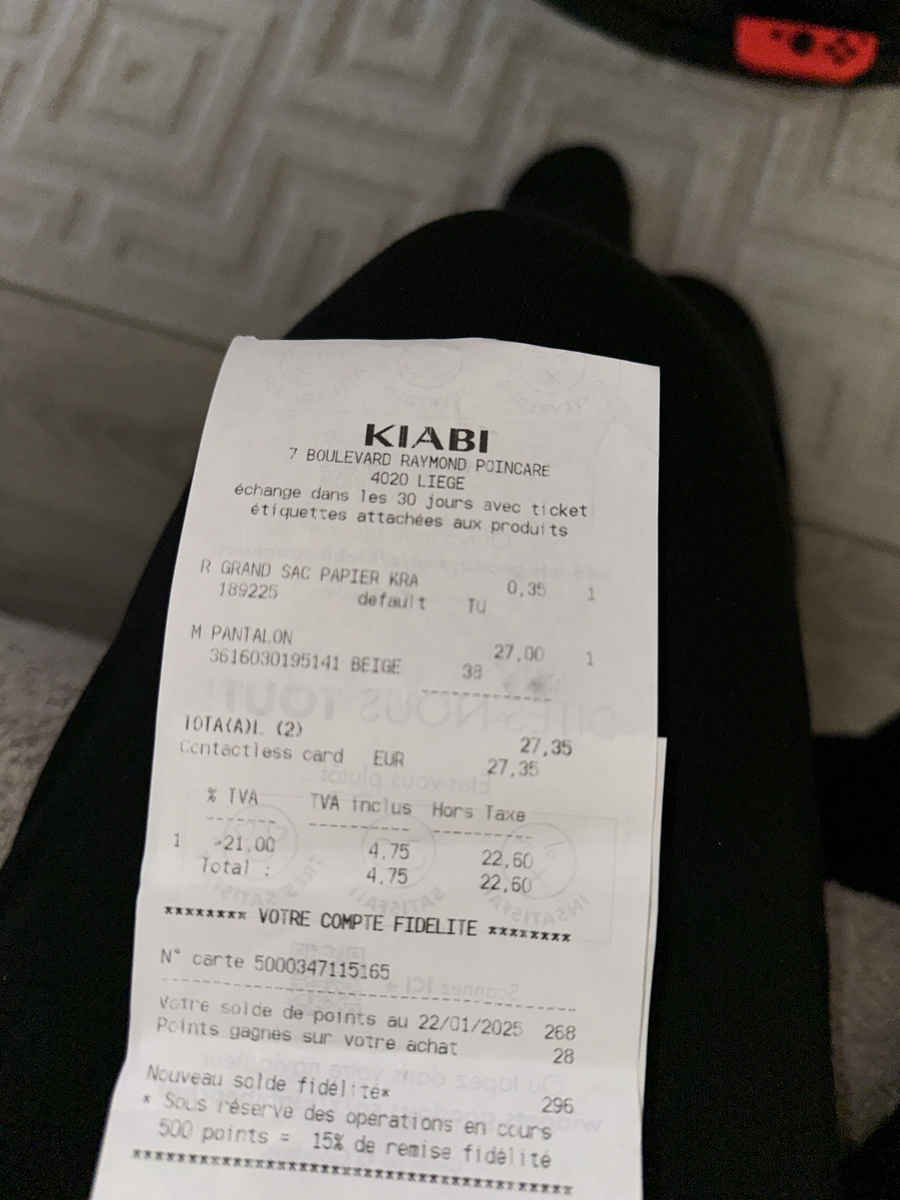 KIABI
7 BOULEVARD RAYMOND POINCARE
4020 LIEGE
échange dans les 30 jours avec ticket
étiquettes attachées aux produits
R GRAND SAC PAPIER KRA 0,35 1
189225 default TU
M PANTALON 27,00 1
3616030195141 BEIGE 38
TOTA(A)L (2) 27,35
Contactless card EUR 27,35
% TVA TVA inclus Hors Taxe
1 >21,00 4,75 22,60
Total : 4,75 22,60
******** VOTRE COMPTE FIDELITE ********
N° carte 5000347115165
Votre solde de points au 22/01/2025 268
Points gagnes sur votre achat 28
Nouveau solde fidélité* 296
* Sous réserve des opérations en cours
500 points = 15% de remise fidélité